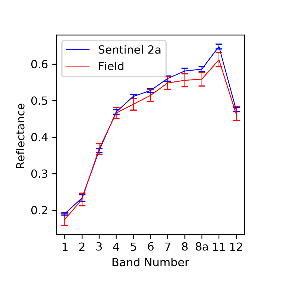 Sentinel 2a
Field
0.6
0.5
0.4
0.3
0.2
Reflectance
1 2 3 4 5 6 7 8 8a 11 12
Band Number